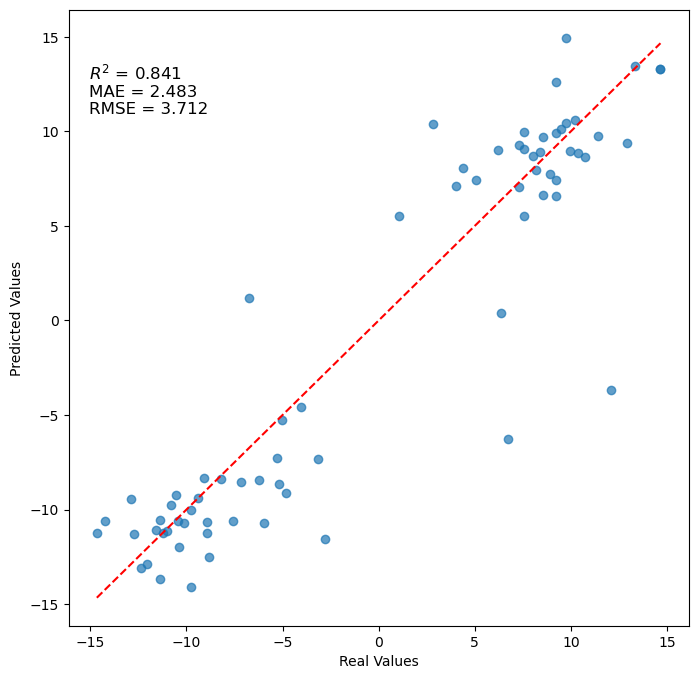 R² = 0.841
MAE = 2.483
RMSE = 3.712
15
10
5
0
−5
−10
−15
Predicted Values
−15 −10 −5 0 5 10 15
Real Values